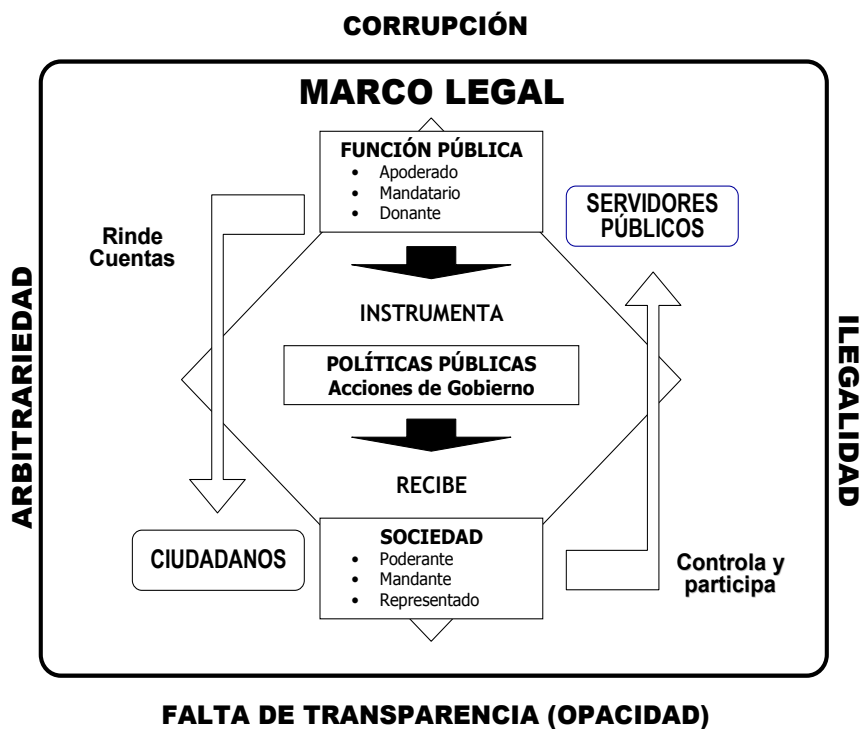 CORRUPCIÓN
MARCO LEGAL
FUNCIÓN PÚBLICA
• Apoderado
• Mandatario
• Donante
SERVIDORES
PÚBLICOS
Rinde
Cuentas
INSTRUMENTA
ARBITRARIEDAD
ILEGALIDAD
POLÍTICAS PÚBLICAS
Acciones de Gobierno
RECIBE
CIUDADANOS
SOCIEDAD
• Poderante
• Mandante
• Representado
Controla y
participa
FALTA DE TRANSPARENCIA (OPACIDAD)